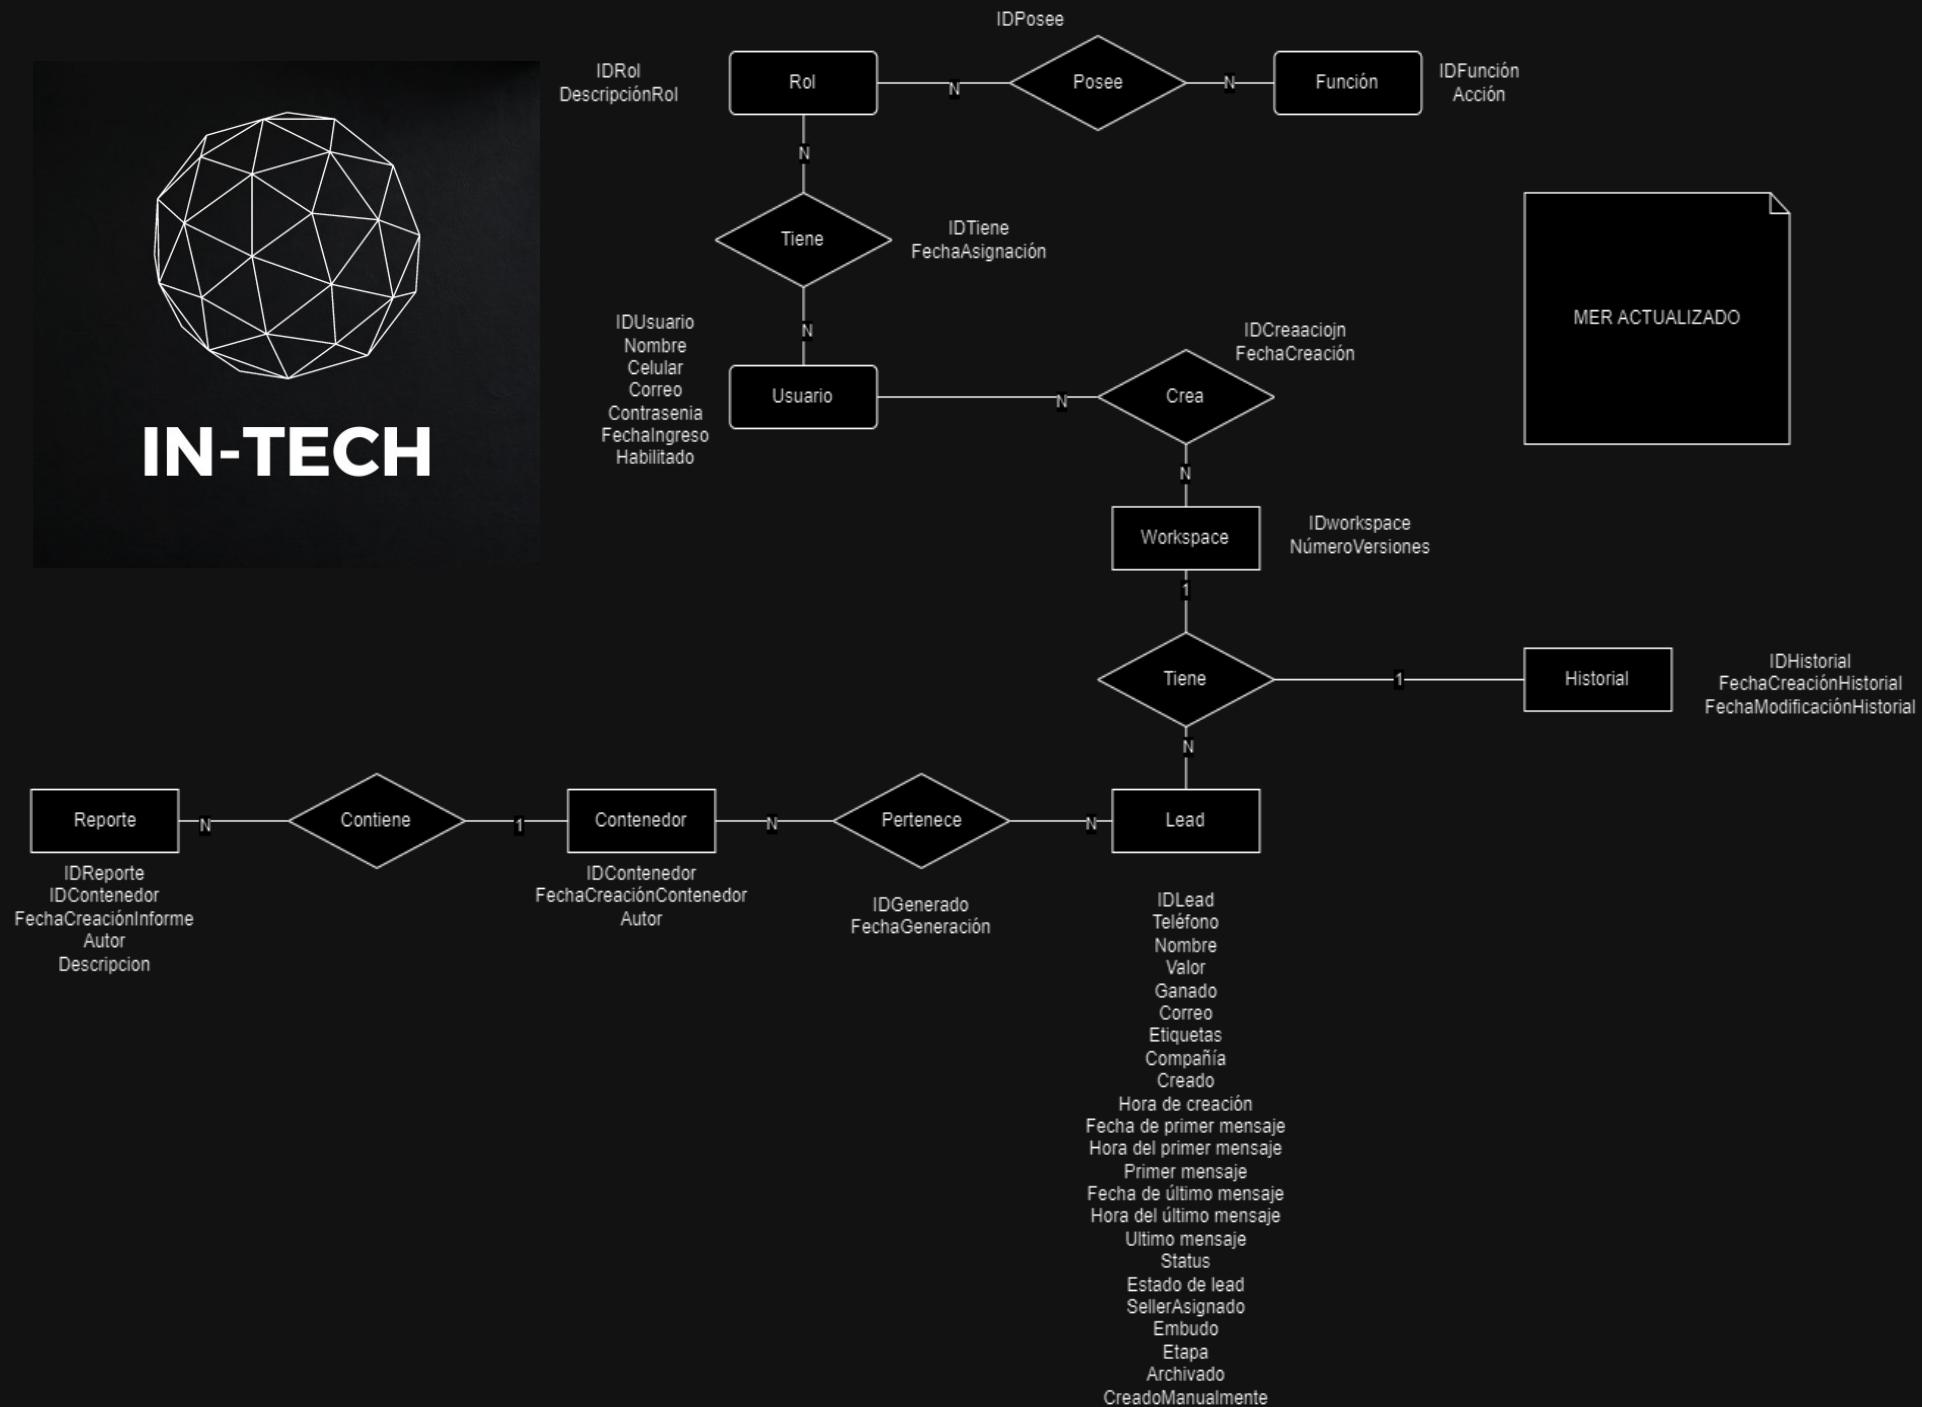 IDPosee
IDRol
DescripciónRol
Rol
N
Posee
N
Función
IDFunción
Acción
N
Tiene
IDTiene
FechaAsignación
N
MER ACTUALIZADO
IN-TECH
IDUsuario
Nombre
Celular
Correo
Contrasenia
FechaIngreso
Habilitado
Usuario
N
Crea
IDCreaaciojn
FechaCreación
N
Workspace
IDworkspace
NúmeroVersiones
1
Tiene
1
Historial
IDHistorial
FechaCreaciónHistorial
FechaModificaciónHistorial
N
Reporte
N
Contiene
1
Contenedor
N
Pertenece
N
Lead
IDReporte
IDContenedor
FechaCreaciónInforme
Autor
Descripcion
IDContenedor
FechaCreaciónContenedor
Autor
IDGenerado
FechaGeneración
IDLead
Teléfono
Nombre
Valor
Ganado
Correo
Etiquetas
Compañía
Creado
Hora de creación
Fecha de primer mensaje
Hora del primer mensaje
Primer mensaje
Fecha de último mensaje
Hora del último mensaje
Ultimo mensaje
Status
Estado de lead
SellerAsignado
Embudo
Etapa
Archivado
CreadoManualmente